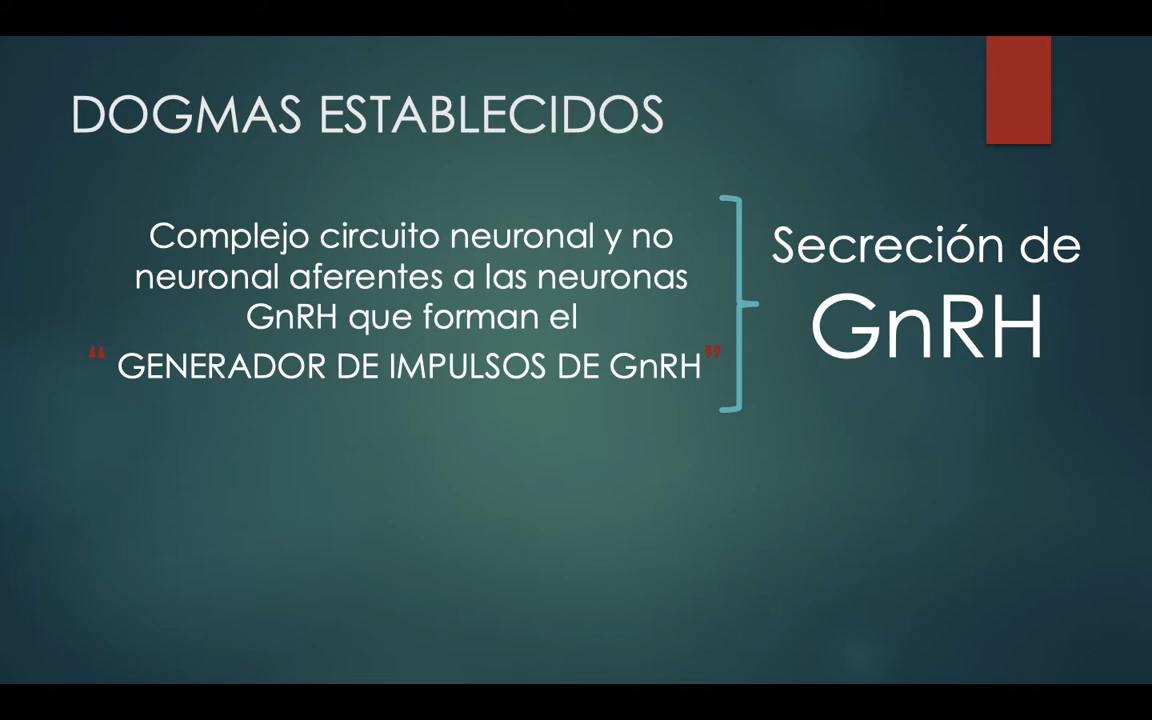 DOGMAS ESTABLECIDOS
Complejo circuito neuronal y no
neuronal aferentes a las neuronas
GnRH que forman el
“ GENERADOR DE IMPULSOS DE GnRH”
Secreción de
GnRH